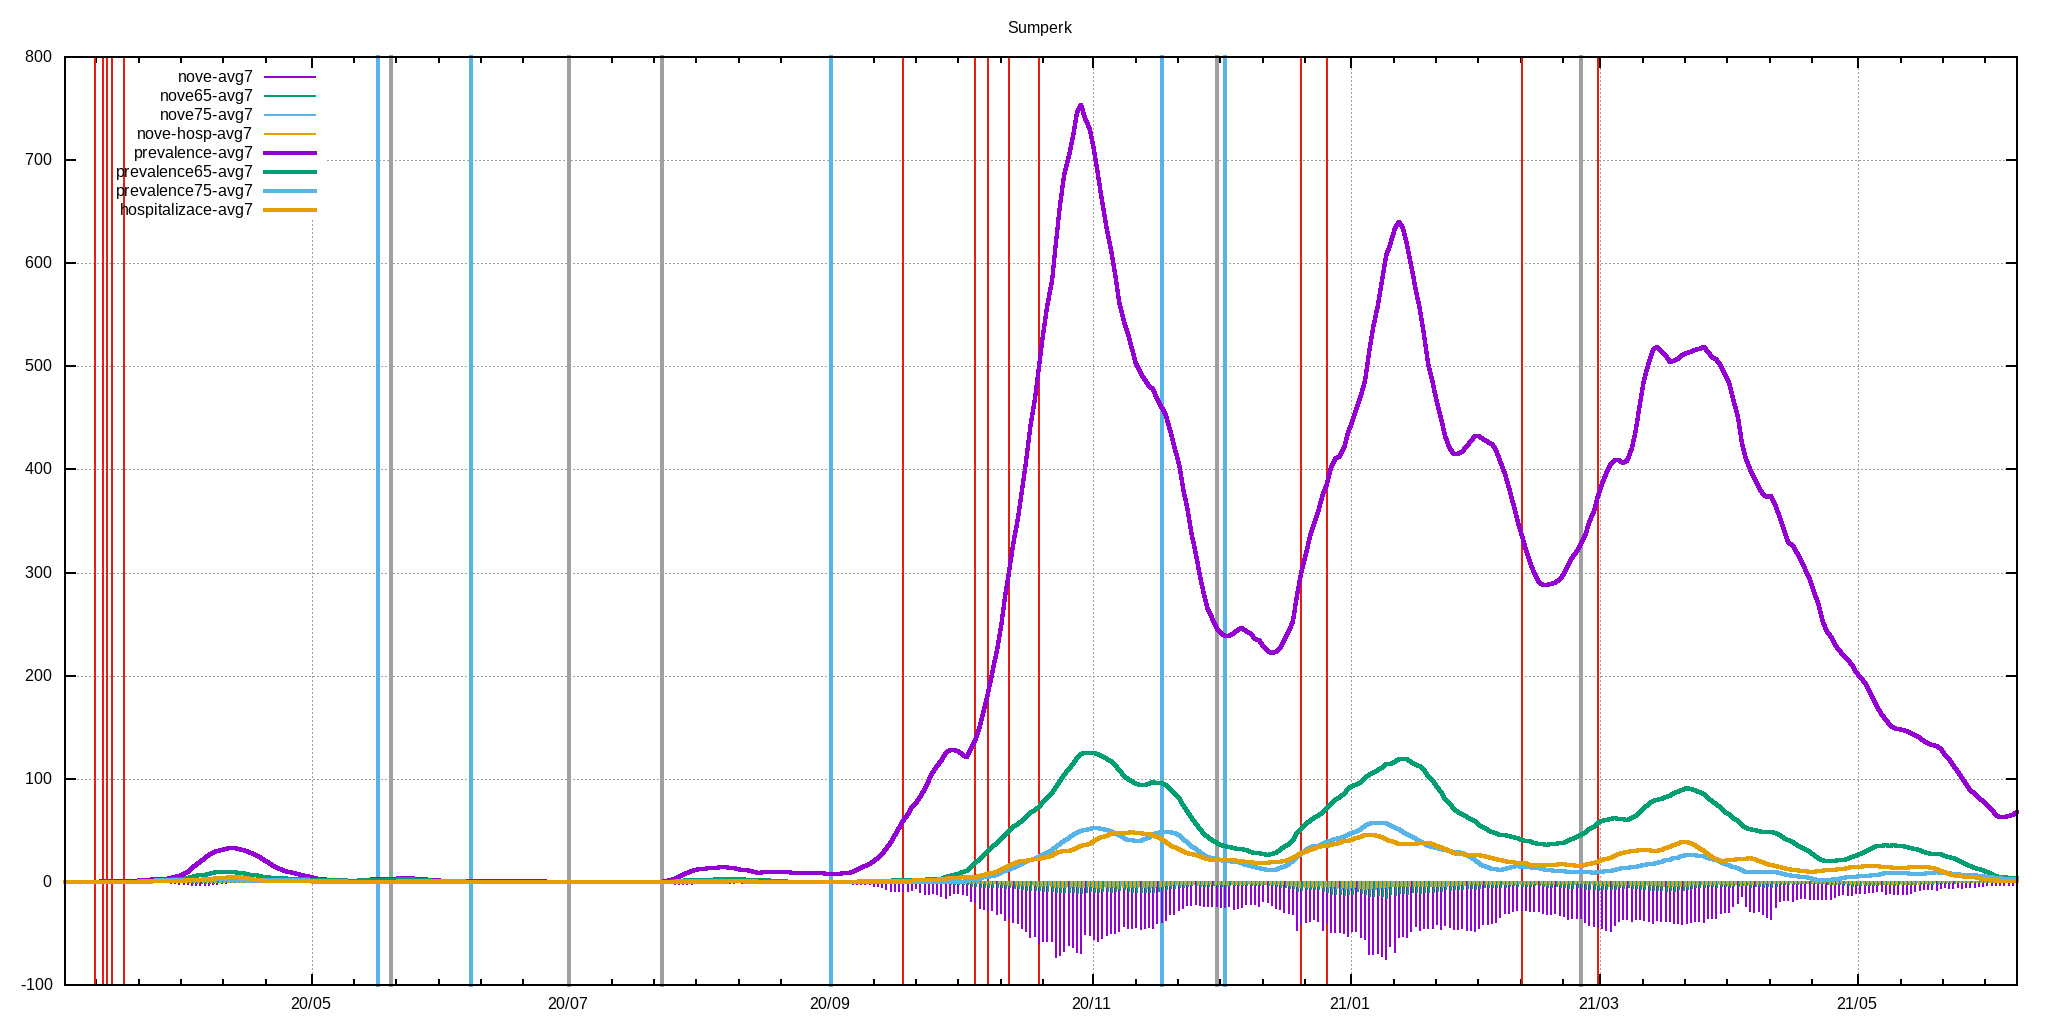 Sumperk
800
700
600
500
400
300
200
100
0
-100
nove-avg7
nove65-avg7
nove75-avg7
nove-hosp-avg7
prevalence-avg7
prevalence65-avg7
prevalence75-avg7
hospitalizace-avg7
20/05 20/07 20/09 20/11 21/01 21/03 21/05